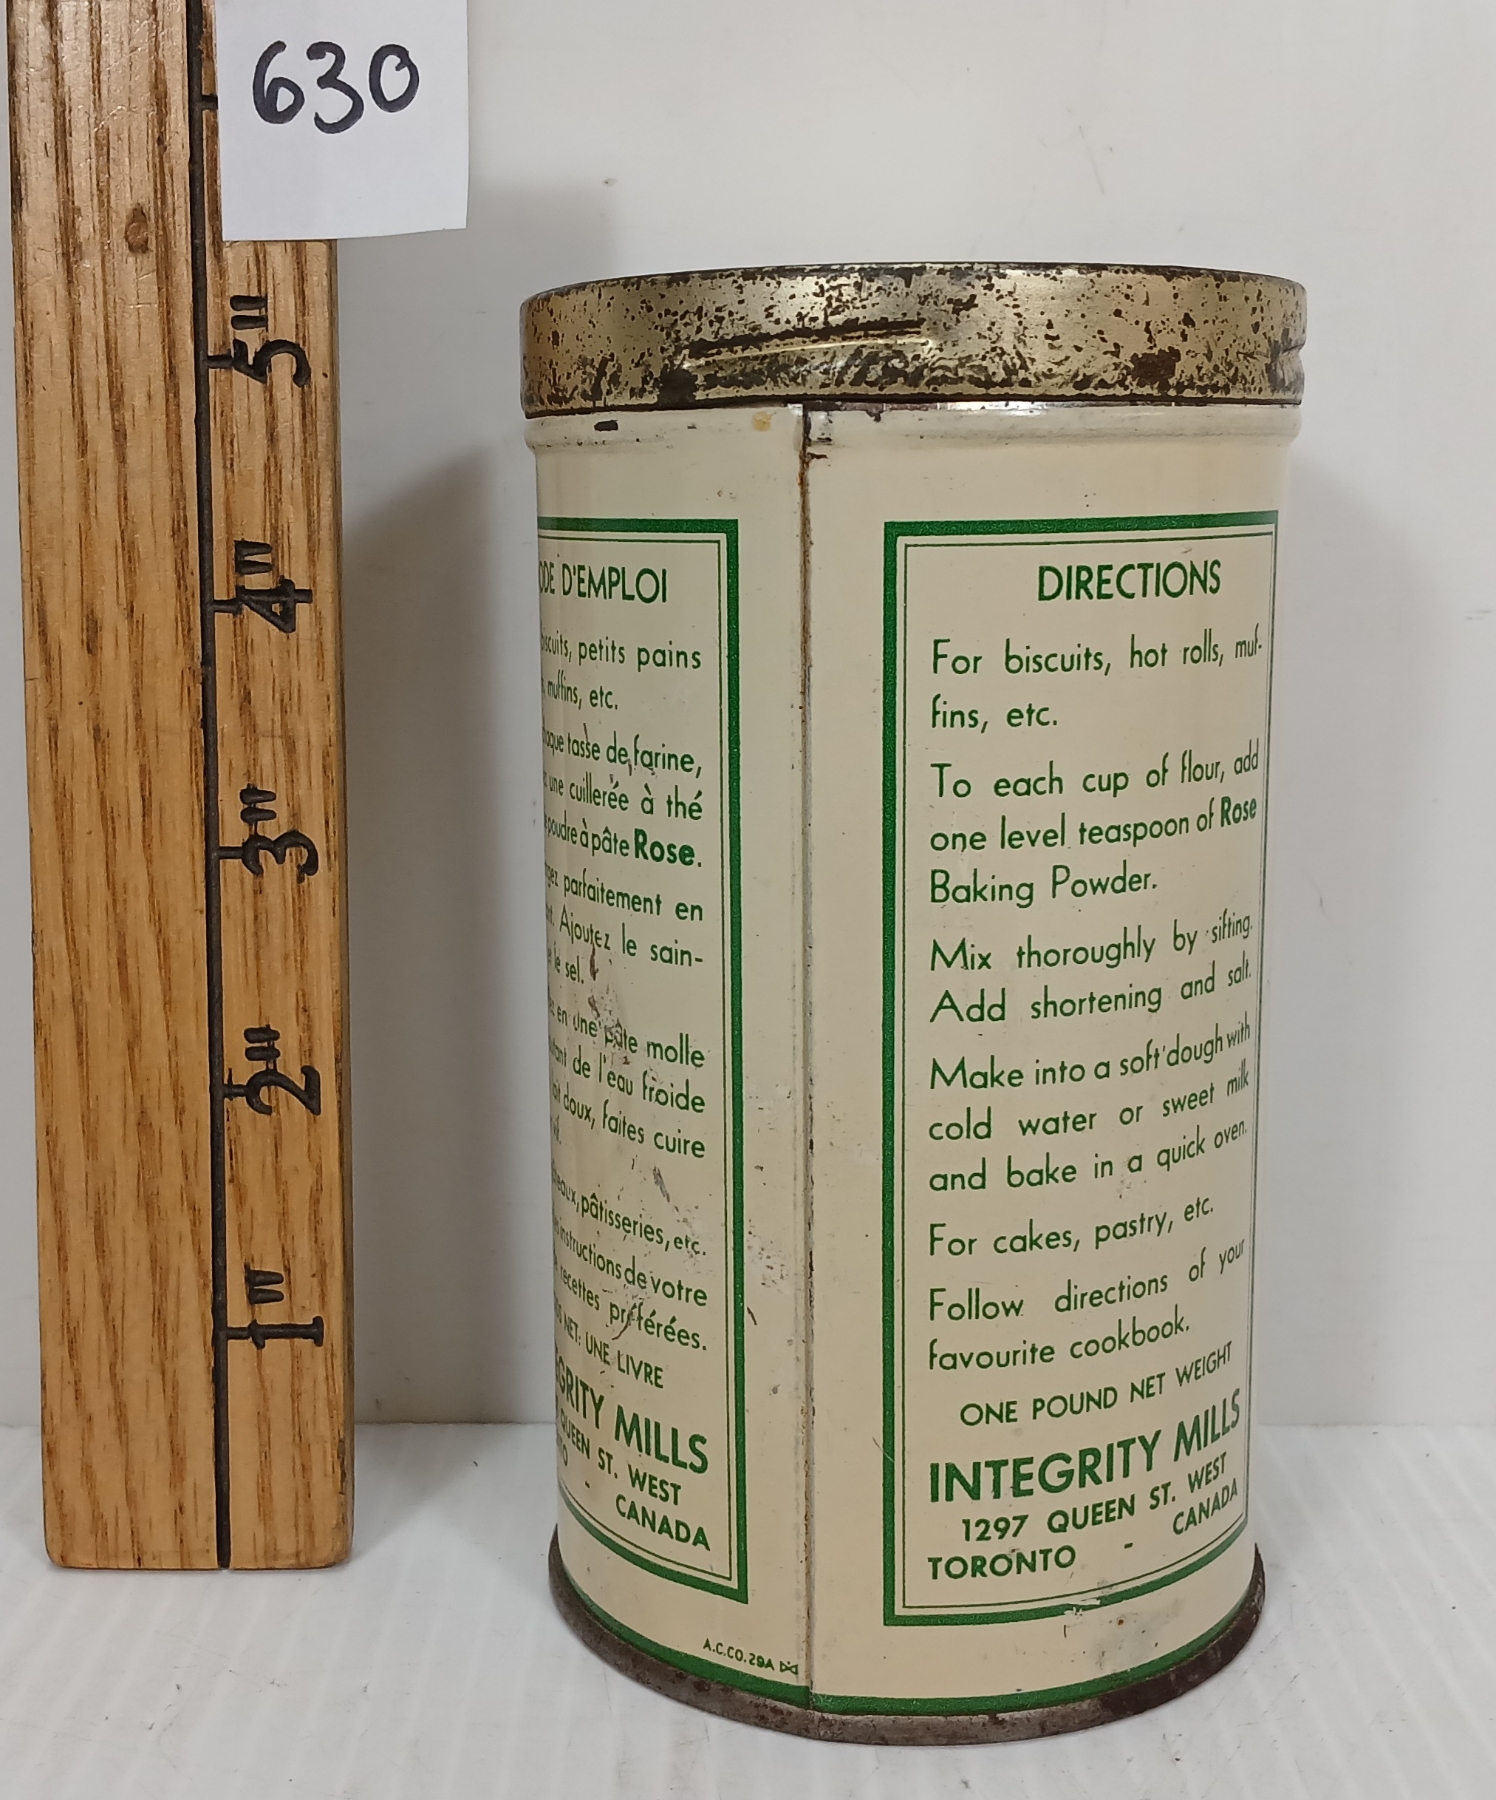 630
5"
4"
3"
2"
1"
D'EMPLOI
petits pains
muffins, etc.
tasse de farine,
une cuillerée à thé
poudre à pâte Rose.
parfaitement en
Ajoutez le sain-
le sel.
en une pâte molle
de l'eau froide
doux, faites cuire
pâtisseries, etc.
instructions de votre
recettes préférées.
NET: UNE LIVRE
MILLS
QUEEN ST. WEST
- CANADA
A.C.CO. 29A
DIRECTIONS
For biscuits, hot rolls, muf-
fins, etc.
To each cup of flour, add
one level teaspoon of Rose
Baking Powder.
Mix thoroughly by sifting.
Add shortening and salt.
Make into a soft dough with
cold water or sweet milk
and bake in a quick oven.
For cakes, pastry, etc.
Follow directions of your
favourite cookbook.
ONE POUND NET WEIGHT
INTEGRITY MILLS
1297 QUEEN ST. WEST
TORONTO - CANADA